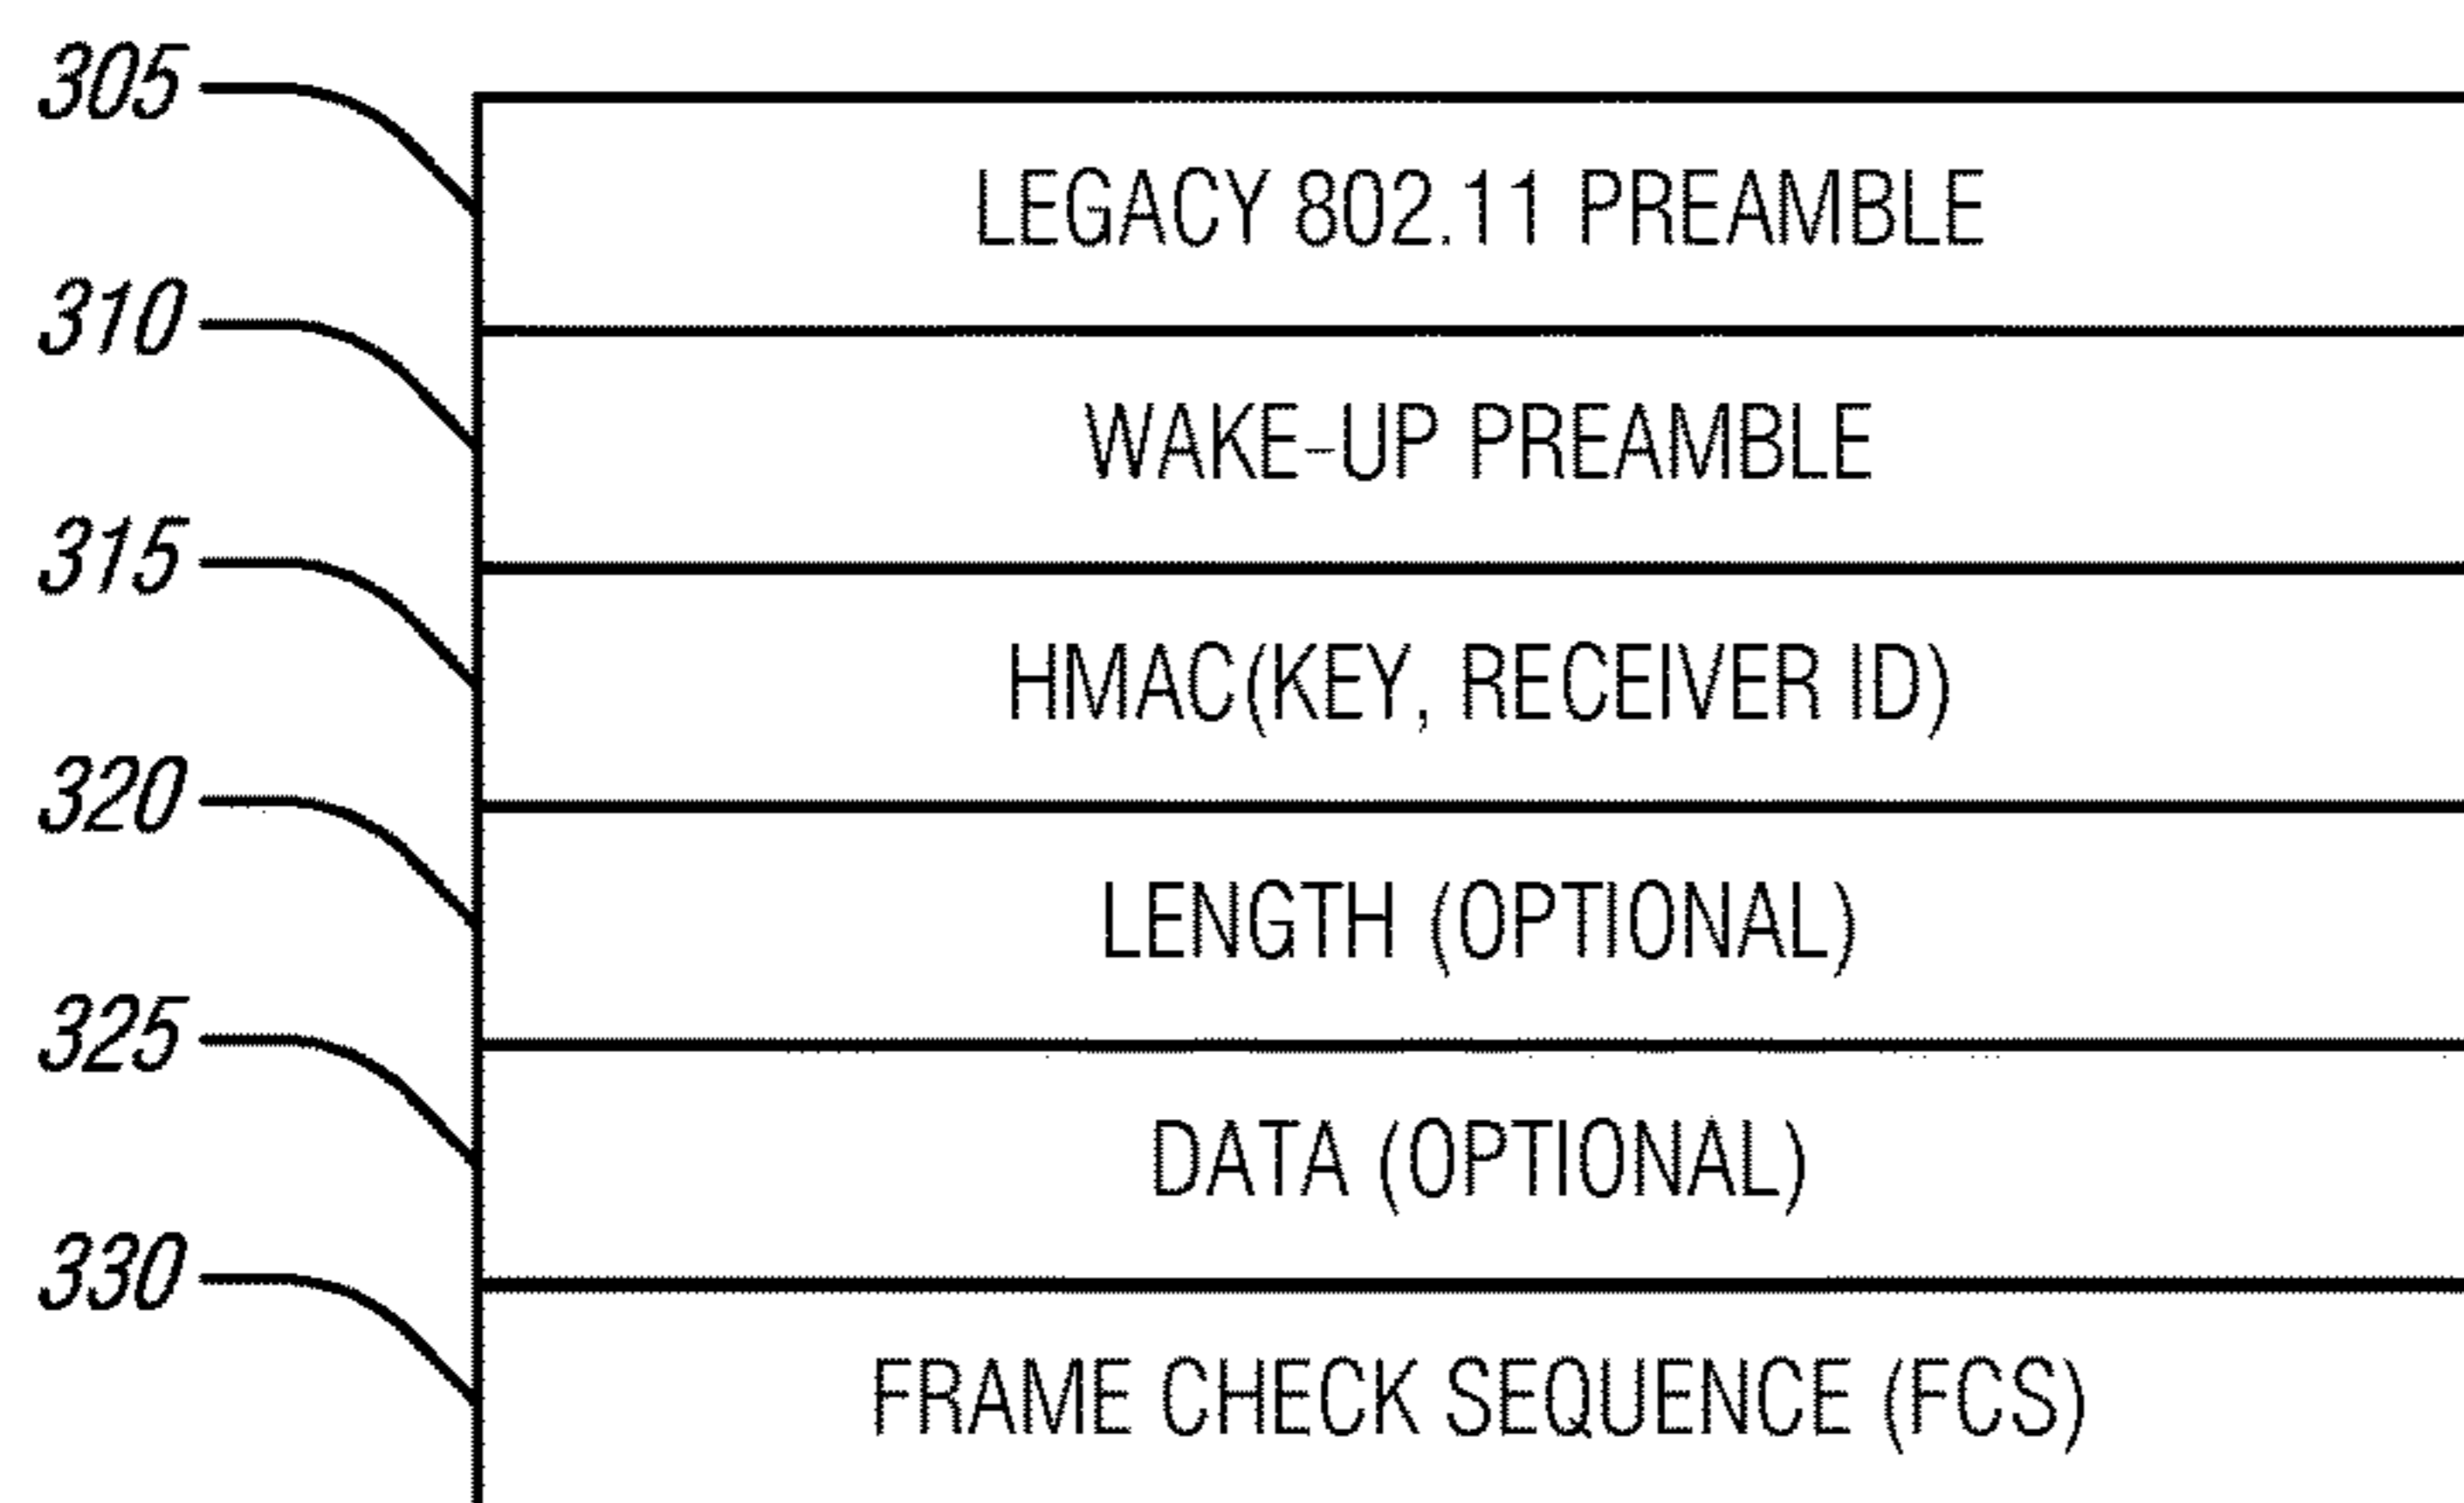 305
LEGACY 802.11 PREAMBLE
310
WAKE-UP PREAMBLE
315
HMAC(KEY, RECEIVER ID)
320
LENGTH (OPTIONAL)
325
DATA (OPTIONAL)
330
FRAME CHECK SEQUENCE (FCS)